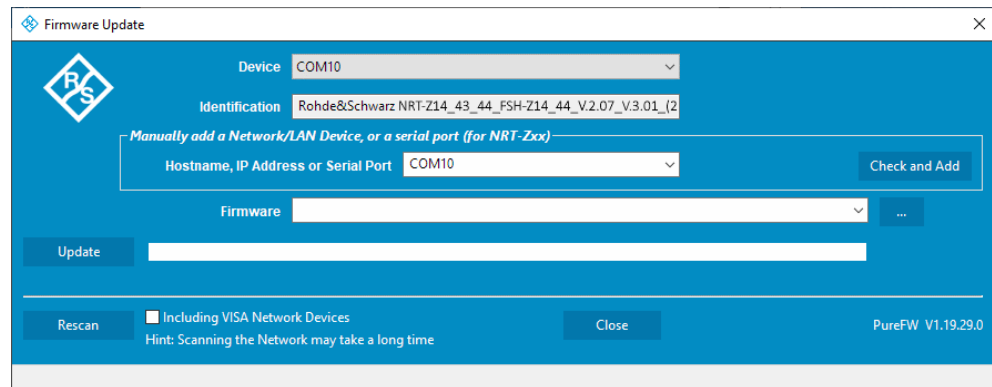 Firmware Update
R S
Device COM10
Identification Rohde&Schwarz NRT-Z14_43_44_FSH-Z14_44_V.2.07_V.3.01_(2
Manually add a Network/LAN Device, or a serial port (for NRT-Zxx)
Hostname, IP Address or Serial Port COM10 Check and Add
Firmware ...
Update
Rescan Including VISA Network Devices Close PureFW V1.19.29.0
Hint: Scanning the Network may take a long time